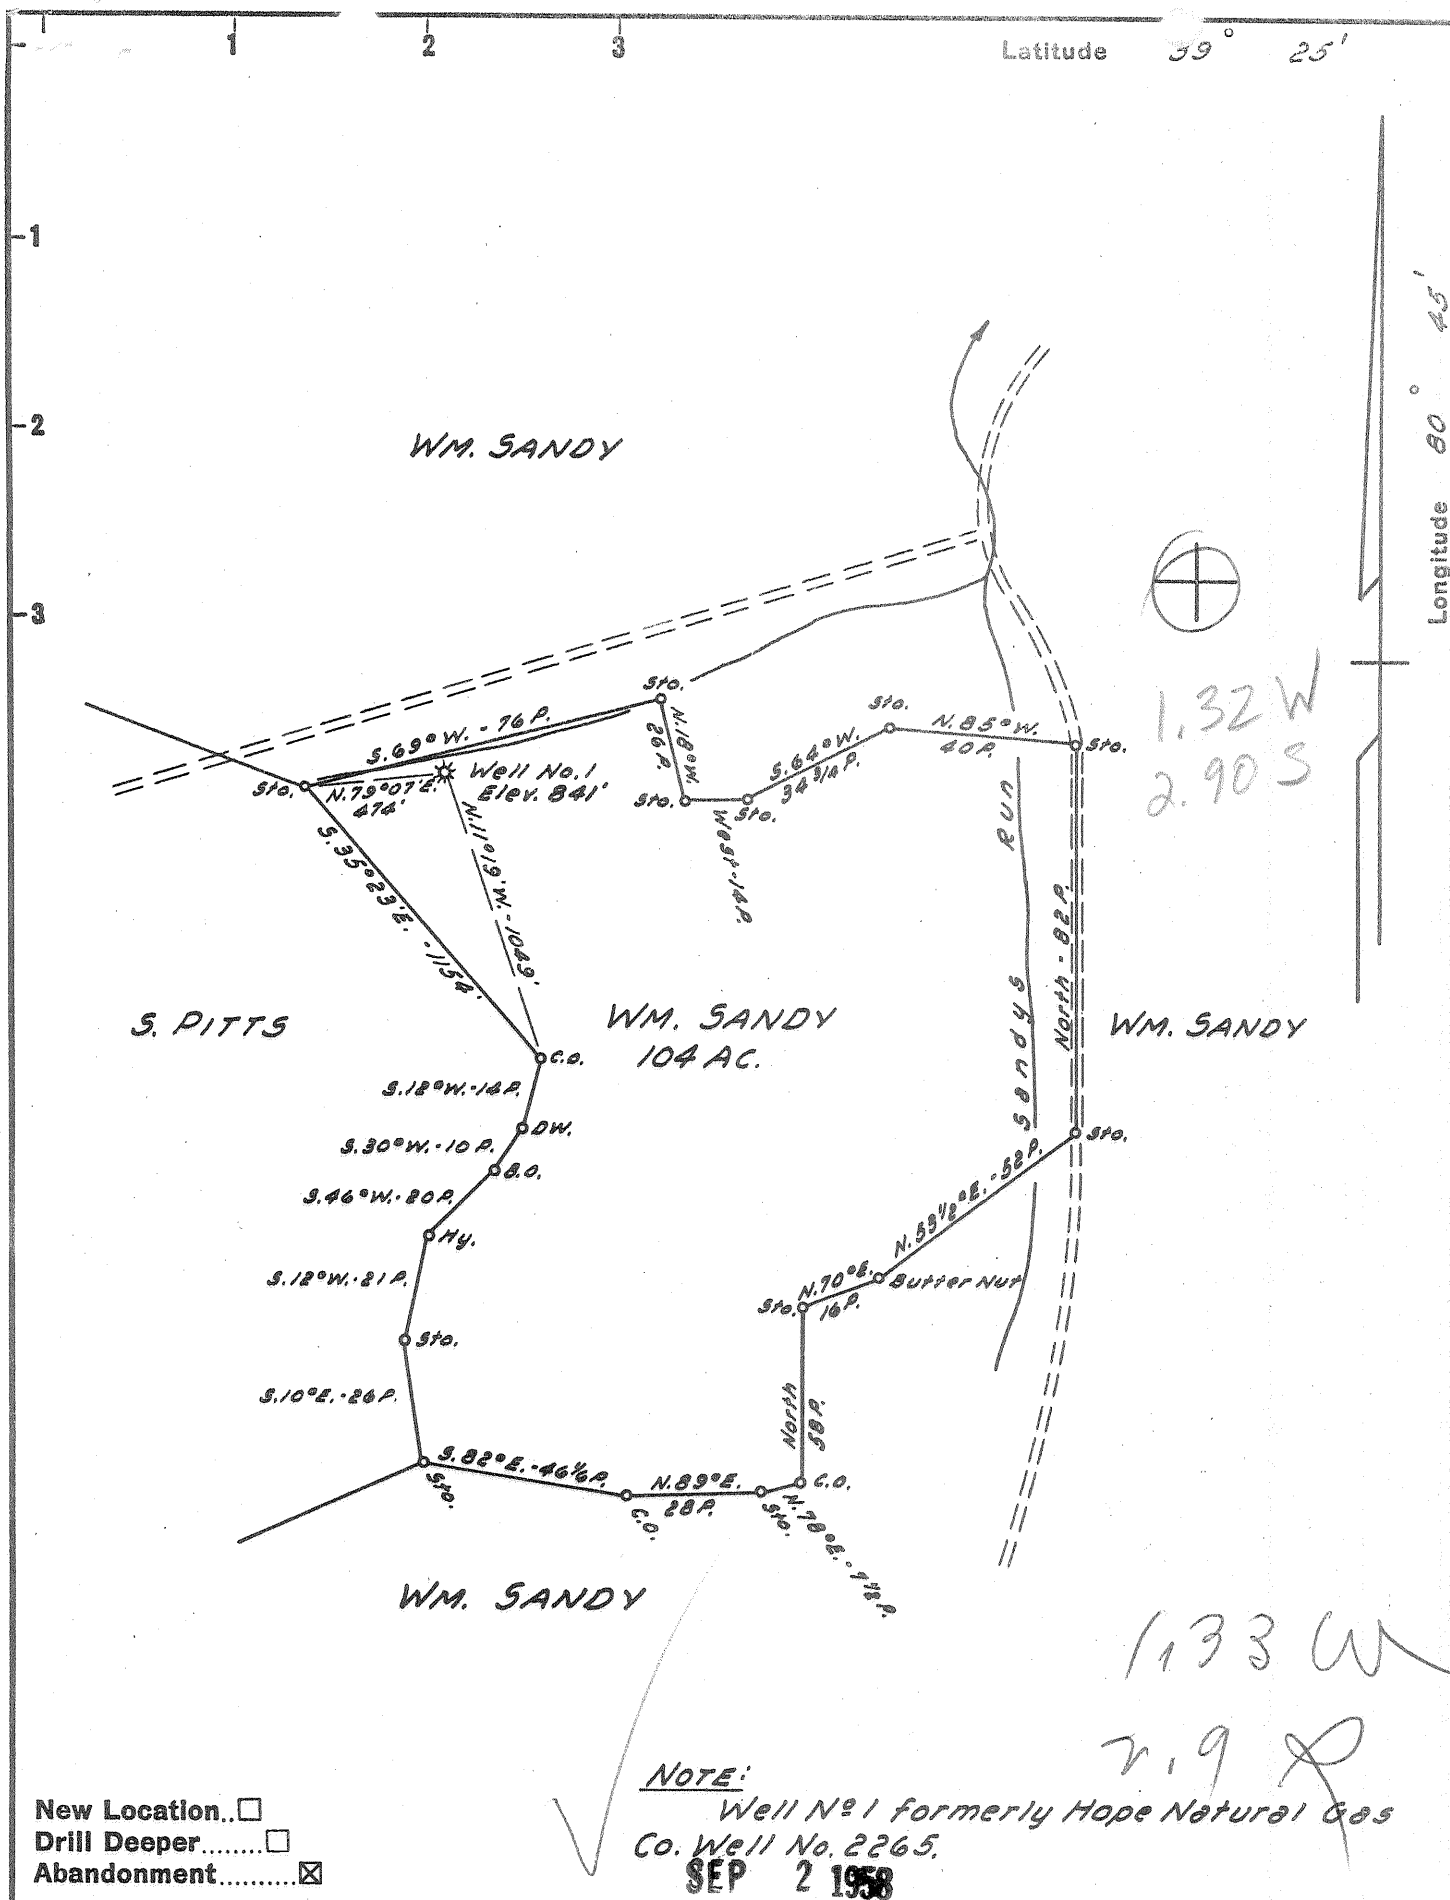 1 2 3
Latitude 39° 25'
1
2
3
Longitude 80° 45'
WM. SANDY
1.32 W
2.90 S
Sto.
S. 69° W. - 76 P.
N. 18° W.
26 P.
Sto.
West - 14 P.
Sto.
S. 64° W.
34 3/4 P.
Sto.
N. 85° W.
40 P.
Sto.
Sto.
N. 79° 07' E.
474'
Well No. 1
Elev. 841'
N. 11° 19' W. - 1049'
S. 35° 23' E. - 1154'
Sandys Run
North - 82 P.
S. PITTS
WM. SANDY
104 AC.
WM. SANDY
C.O.
S. 12° W. - 14 P.
DW.
S. 30° W. - 10 P.
B.O.
S. 46° W. - 20 P.
Hy.
S. 12° W. - 21 P.
Sto.
S. 10° E. - 26 P.
Sto.
N. 53 1/2° E. - 52 P.
Butter Nut
N. 70° E.
16 P.
Sto.
North
58 P.
Sto.
S. 82° E. - 46 1/6 P.
C.O.
N. 89° E.
28 P.
Sto.
C.O.
N. 78° E. -
WM. SANDY
1.33 W
2.9
NOTE:
Well Nº 1 formerly Hope Natural Gas
Co. Well No. 2265.
New Location..☐
Drill Deeper........☐
Abandonment..........☒
SEP 2 1958